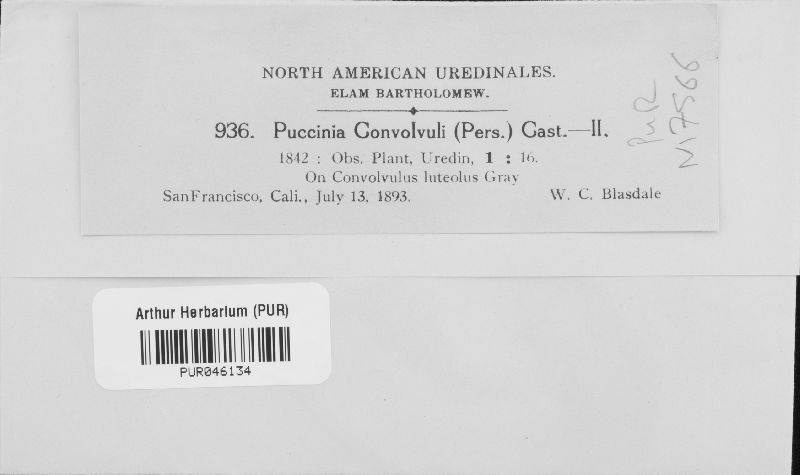 NORTH AMERICAN UREDINALES.
ELAM BARTHOLOMEW.
936. Puccinia Convolvuli (Pers.) Cast.—II.
1842 : Obs. Plant, Uredin, 1 : 16.
On Convolvulus luteolus Gray
SanFrancisco, Cali., July 13, 1893. W. C. Blasdale
PuR
N17566
Arthur Herbarium (PUR)
PUR046134